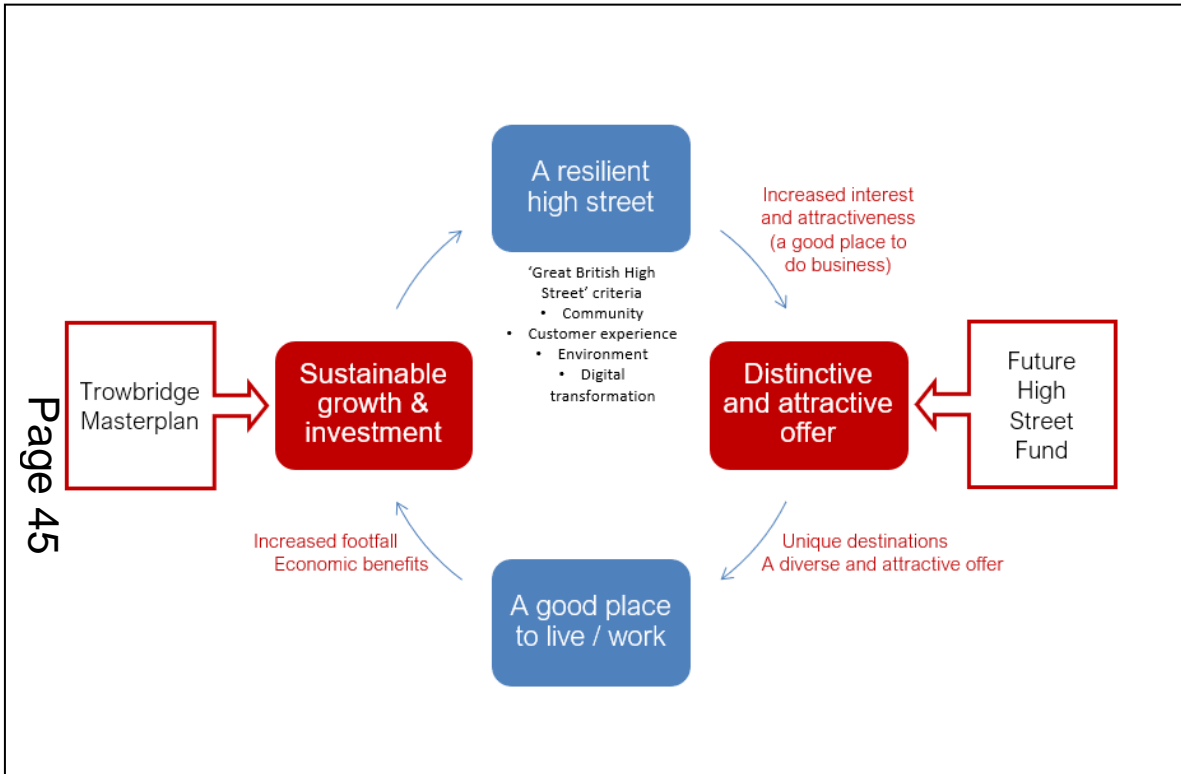 A resilient
high street
Increased interest
and attractiveness
(a good place to
do business)
‘Great British High
Street’ criteria
• Community
• Customer experience
• Environment
• Digital
transformation
Trowbridge
Masterplan
Sustainable
growth &
investment
Distinctive
and attractive
offer
Future
High
Street
Fund
Increased footfall
Economic benefits
Unique destinations
A diverse and attractive offer
A good place
to live / work
Page 45